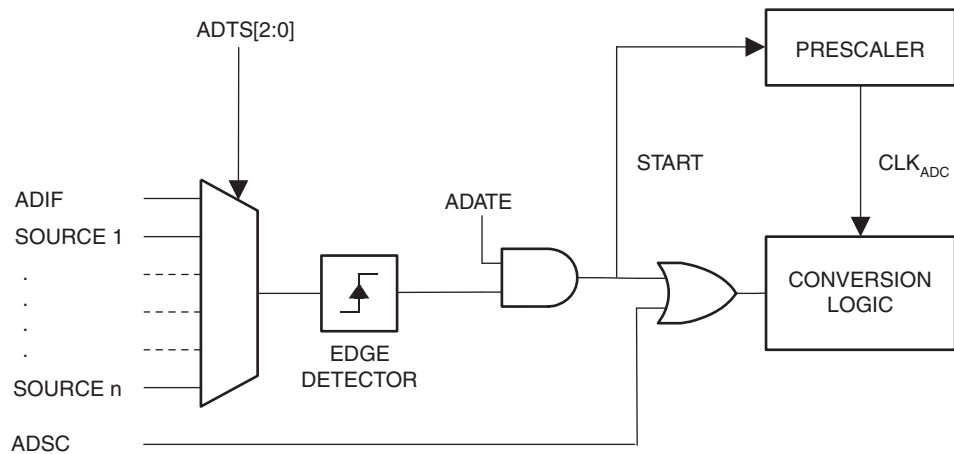 ADTS[2:0]
PRESCALER
START
CLKADC
ADIF
ADATE
SOURCE 1
.
.
.
.
CONVERSION
LOGIC
EDGE
DETECTOR
SOURCE n
ADSC